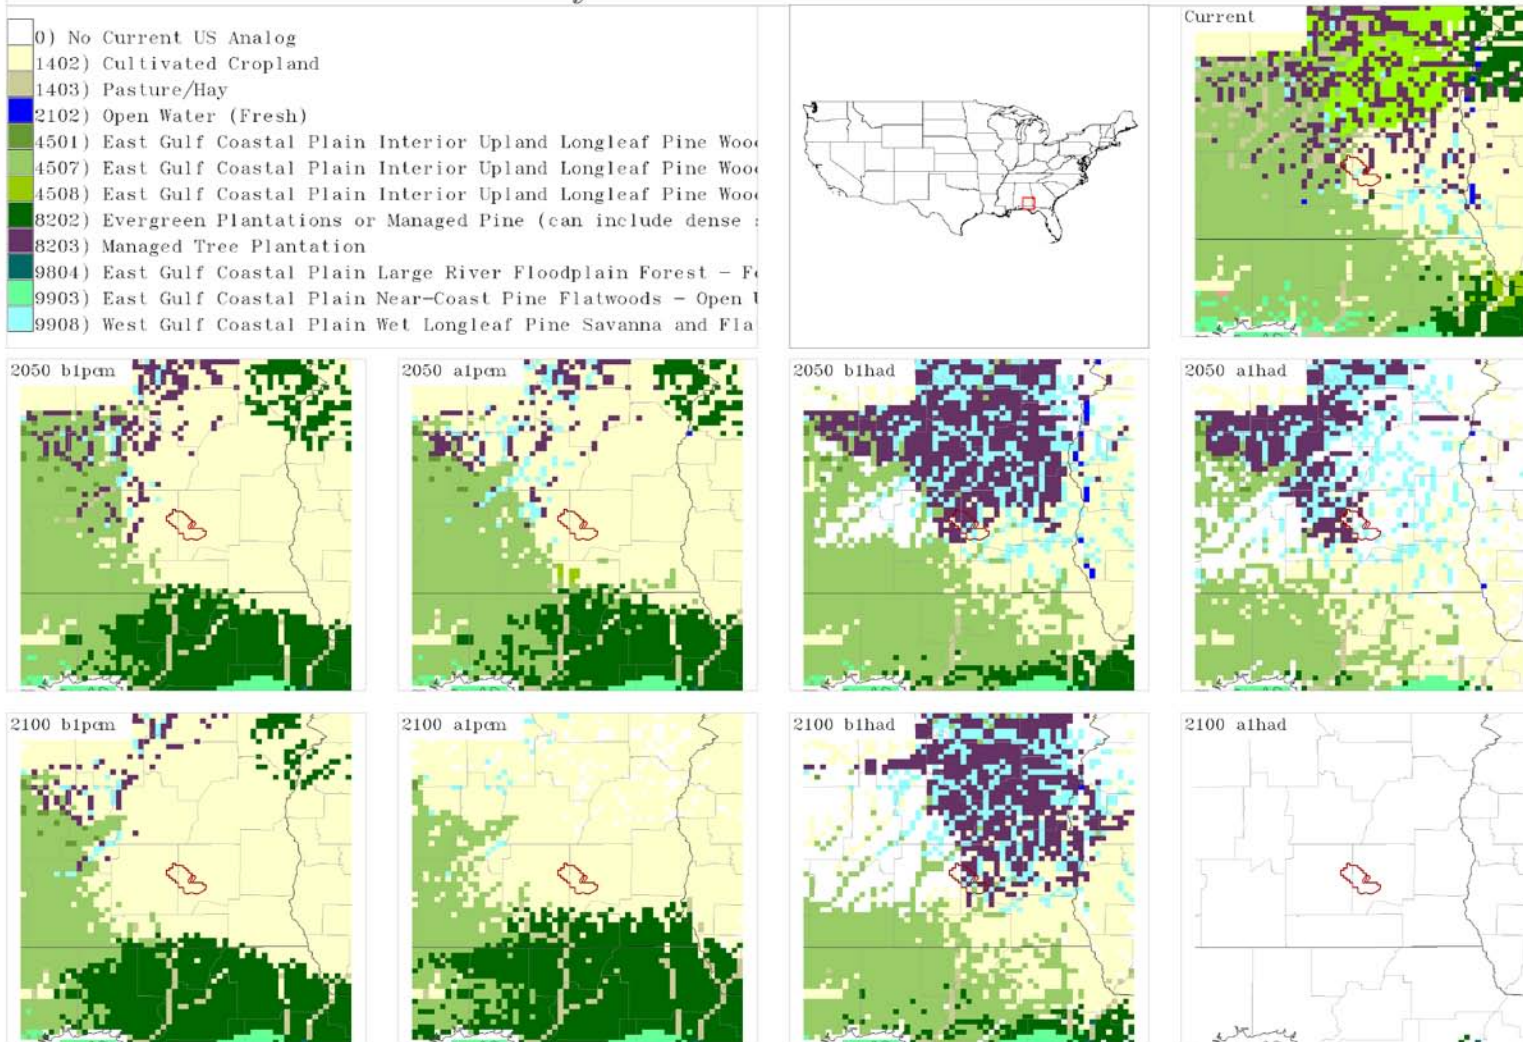 0) No Current US Analog
1402) Cultivated Cropland
1403) Pasture/Hay
2102) Open Water (Fresh)
4501) East Gulf Coastal Plain Interior Upland Longleaf Pine Woo
4507) East Gulf Coastal Plain Interior Upland Longleaf Pine Woo
4508) East Gulf Coastal Plain Interior Upland Longleaf Pine Woo
8202) Evergreen Plantations or Managed Pine (can include dense
8203) Managed Tree Plantation
9804) East Gulf Coastal Plain Large River Floodplain Forest - F
9903) East Gulf Coastal Plain Near-Coast Pine Flatwoods - Open
9908) West Gulf Coastal Plain Wet Longleaf Pine Savanna and Fla
Current
2050 b1pcm
2050 a1pcm
2050 b1had
2050 a1had
2100 b1pcm
2100 a1pcm
2100 b1had
2100 a1had